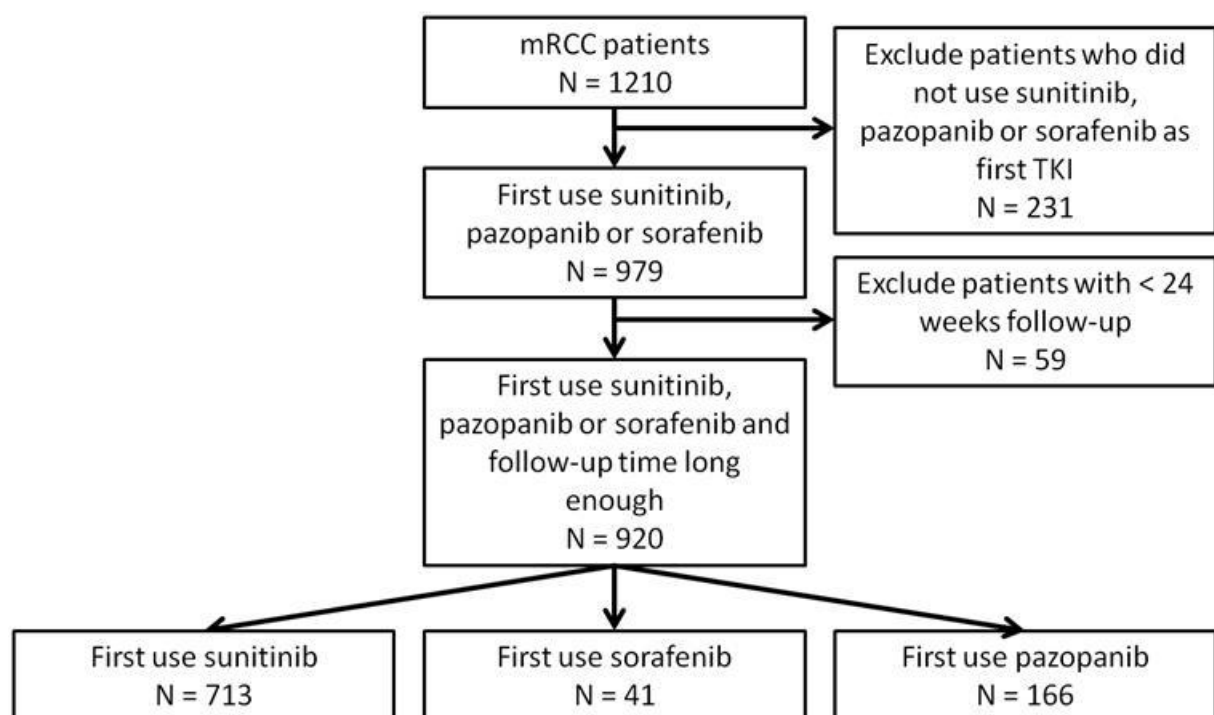 mRCC patients
N = 1210
Exclude patients who did
not use sunitinib,
pazopanib or sorafenib as
first TKI
N = 231
First use sunitinib,
pazopanib or sorafenib
N = 979
Exclude patients with < 24
weeks follow-up
N = 59
First use sunitinib,
pazopanib or sorafenib and
follow-up time long
enough
N = 920
First use sunitinib
N = 713
First use sorafenib
N = 41
First use pazopanib
N = 166